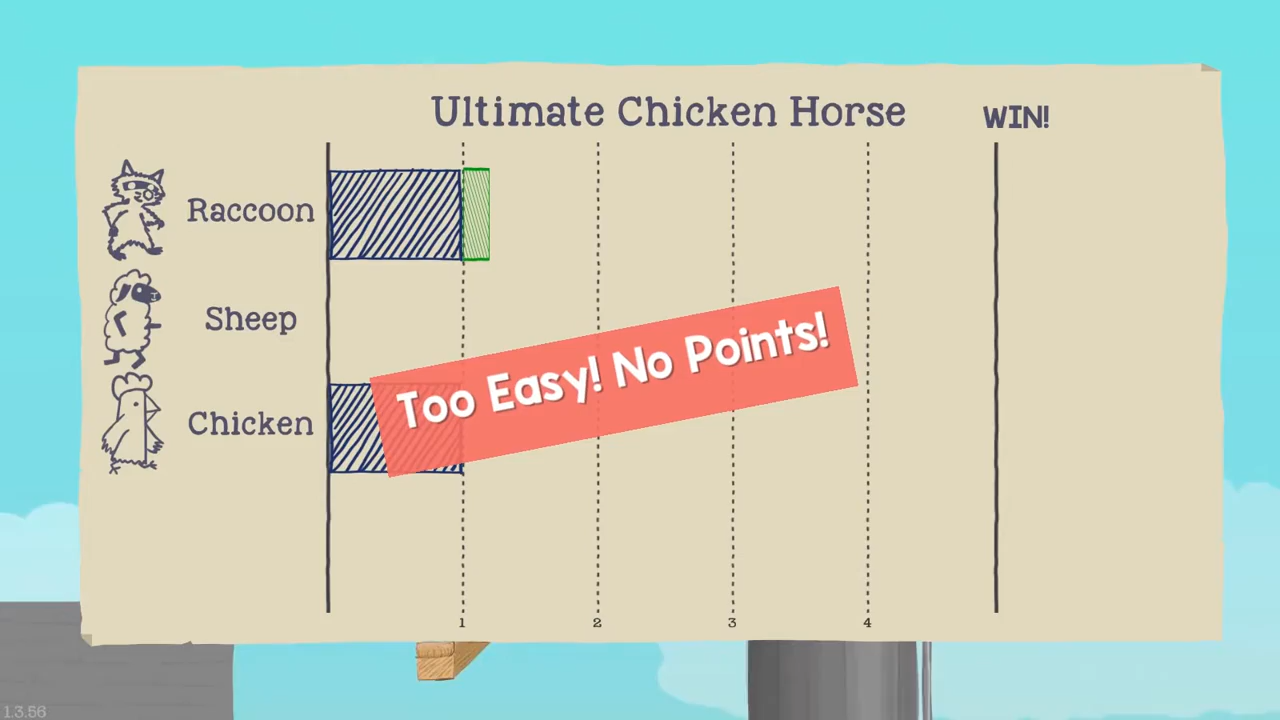 Ultimate Chicken Horse
WIN!
Raccoon
Sheep
Chicken
Too Easy! No Points!
1 2 3 4
1.3.56